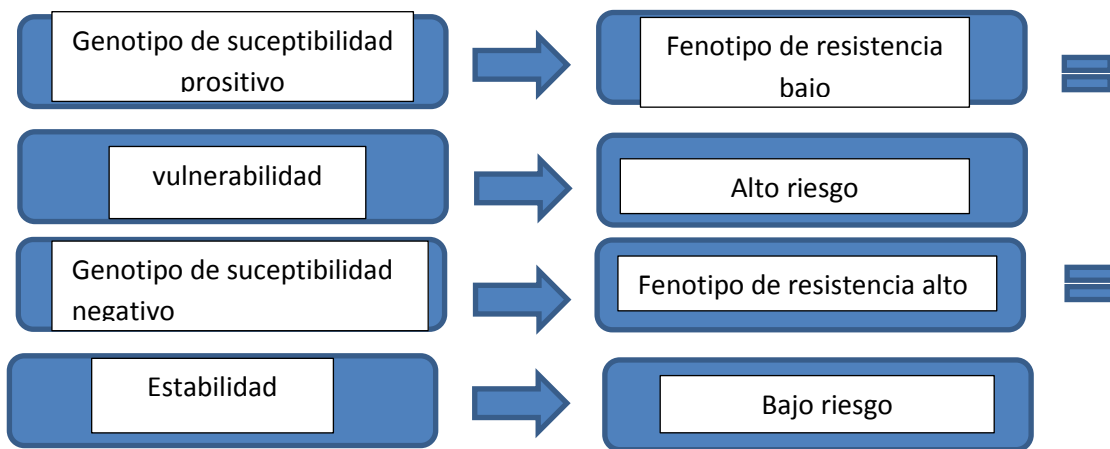 Genotipo de suceptibilidad
prositivo
Fenotipo de resistencia
bajo
vulnerabilidad
Alto riesgo
Genotipo de suceptibilidad
negativo
Fenotipo de resistencia alto
Estabilidad
Bajo riesgo